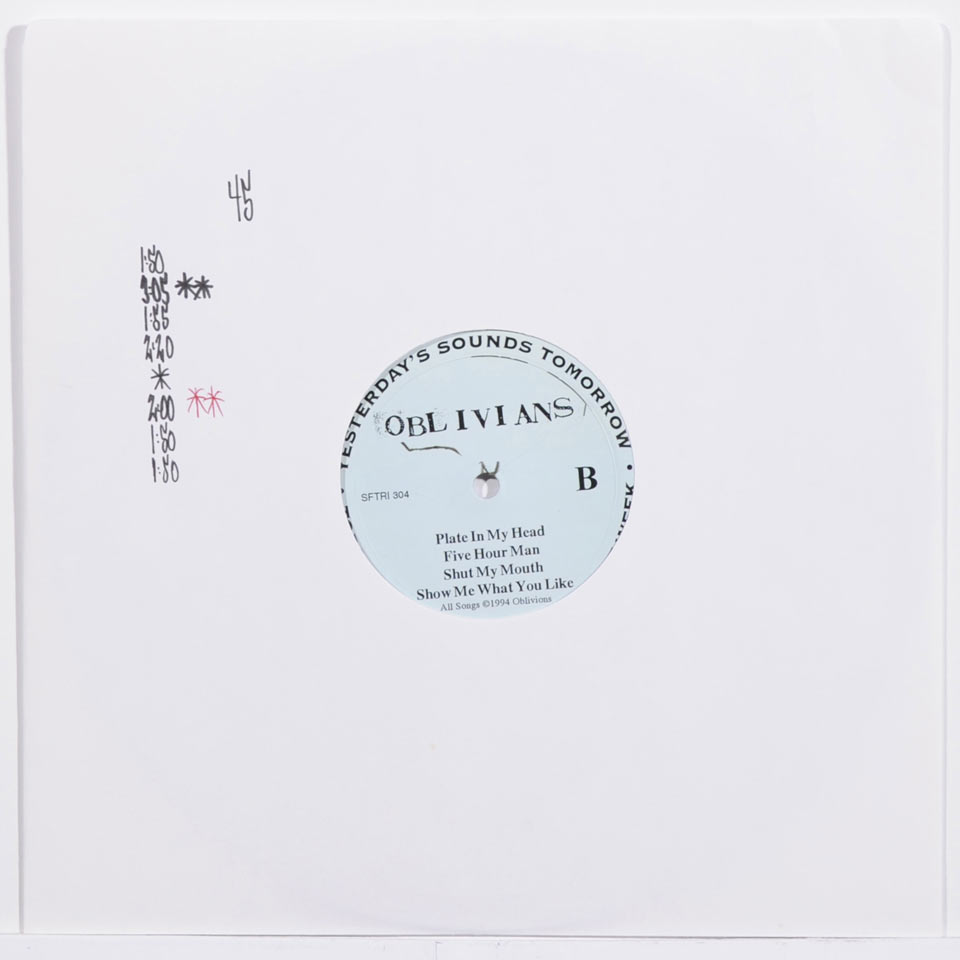 45
1:50
3:05 **
1:55
2:20
*
2:00 **
1:50
1:50
YESTERDAY'S SOUNDS TOMORROW •
OBLIVIANS
B
SFTRI 304
Plate In My Head
Five Hour Man
Shut My Mouth
Show Me What You Like
All Songs ©1994 Oblivions